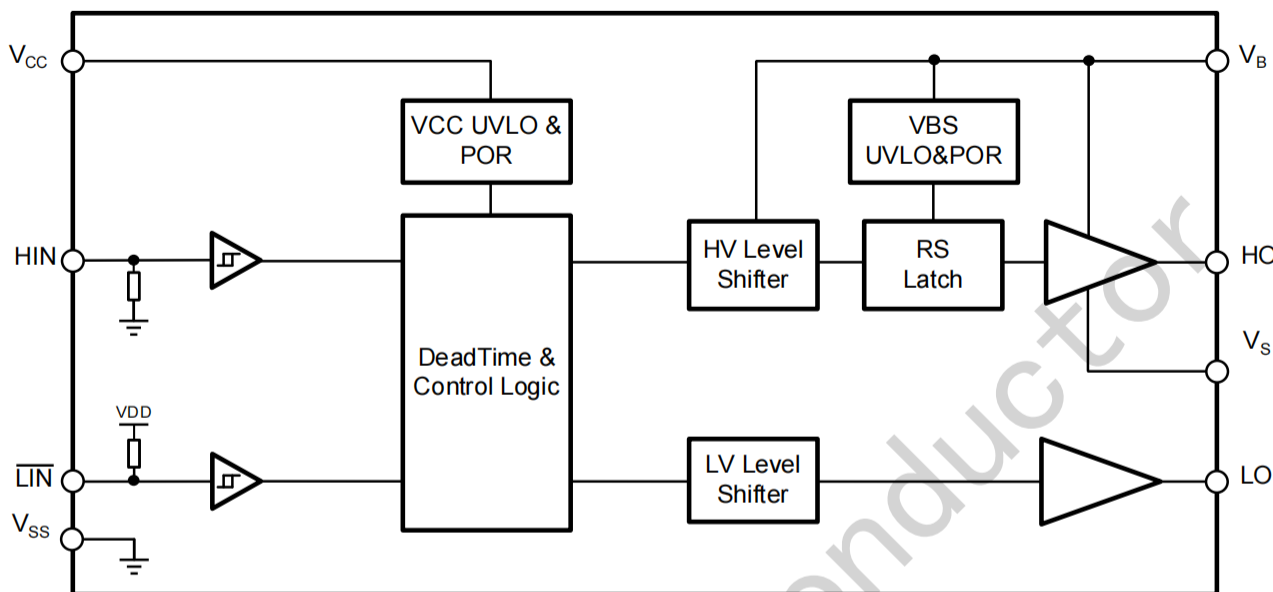 VCC
VB
VCC UVLO &
POR
VBS
UVLO&POR
HIN
HV Level
Shifter
RS
Latch
HO
VS
DeadTime &
Control Logic
VDD
LIN
LV Level
Shifter
LO
VSS
nductor